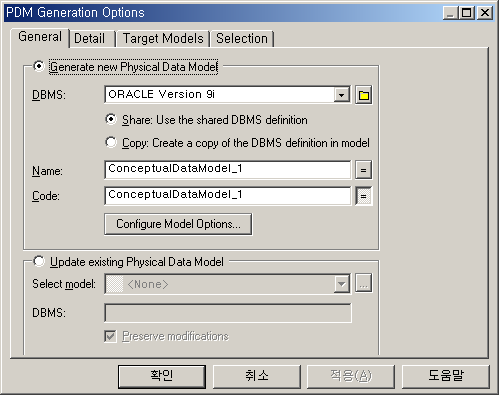 PDM Generation Options
General Detail Target Models Selection
Generate new Physical Data Model
DBMS: ORACLE Version 9i
Share: Use the shared DBMS definition
Copy: Create a copy of the DBMS definition in model
Name: ConceptualDataModel_1 =
Code: ConceptualDataModel_1 =
Configure Model Options...
Update existing Physical Data Model
Select model: <None> ...
DBMS:
Preserve modifications
확인 취소 적용(A) 도움말